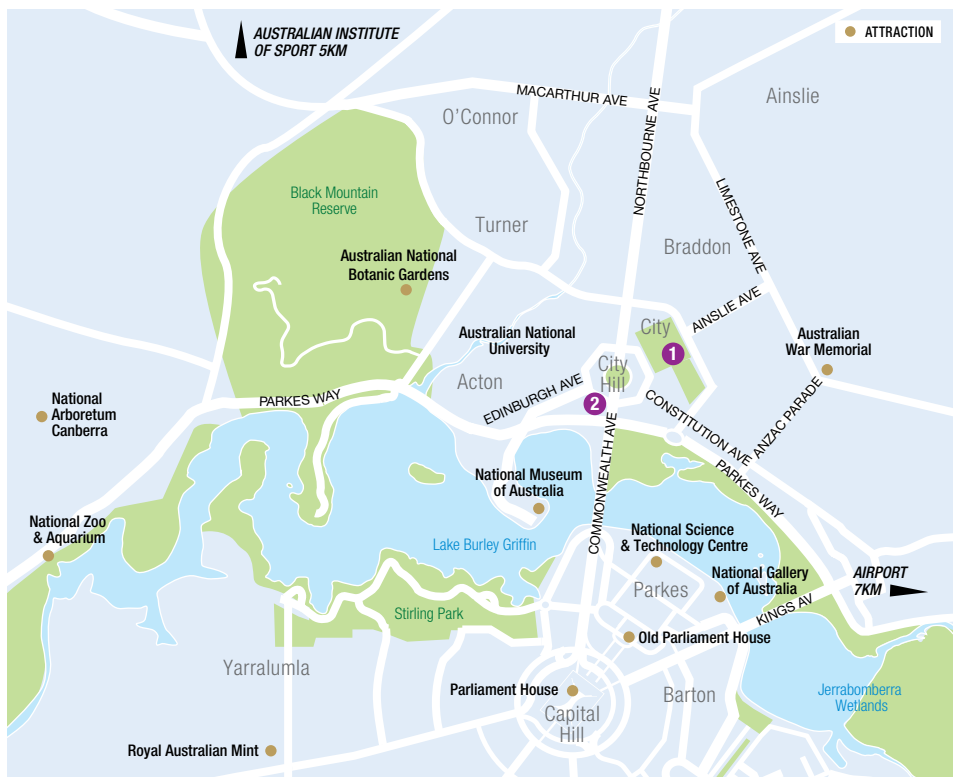 AUSTRALIAN INSTITUTE
OF SPORT 5KM
ATTRACTION
MACARTHUR AVE
Ainslie
O'Connor
NORTHBOURNE AVE
Black Mountain
Reserve
LIMESTONE AVE
Turner
Braddon
Australian National
Botanic Gardens
AINSLIE AVE
City
1
Australian National
University
Australian
War Memorial
City
Hill
Acton
EDINBURGH AVE
2
National
Arboretum
Canberra
PARKES WAY
CONSTITUTION AVE
ANZAC PARADE
COMMONWEALTH AVE
PARKES WAY
National Museum
of Australia
National Zoo
& Aquarium
Lake Burley Griffin
National Science
& Technology Centre
National Gallery
of Australia
AIRPORT
7KM
Parkes
KINGS AV
Stirling Park
Old Parliament House
Yarralumla
Parliament House
Barton
Jerrabomberra
Wetlands
Capital
Hill
Royal Australian Mint